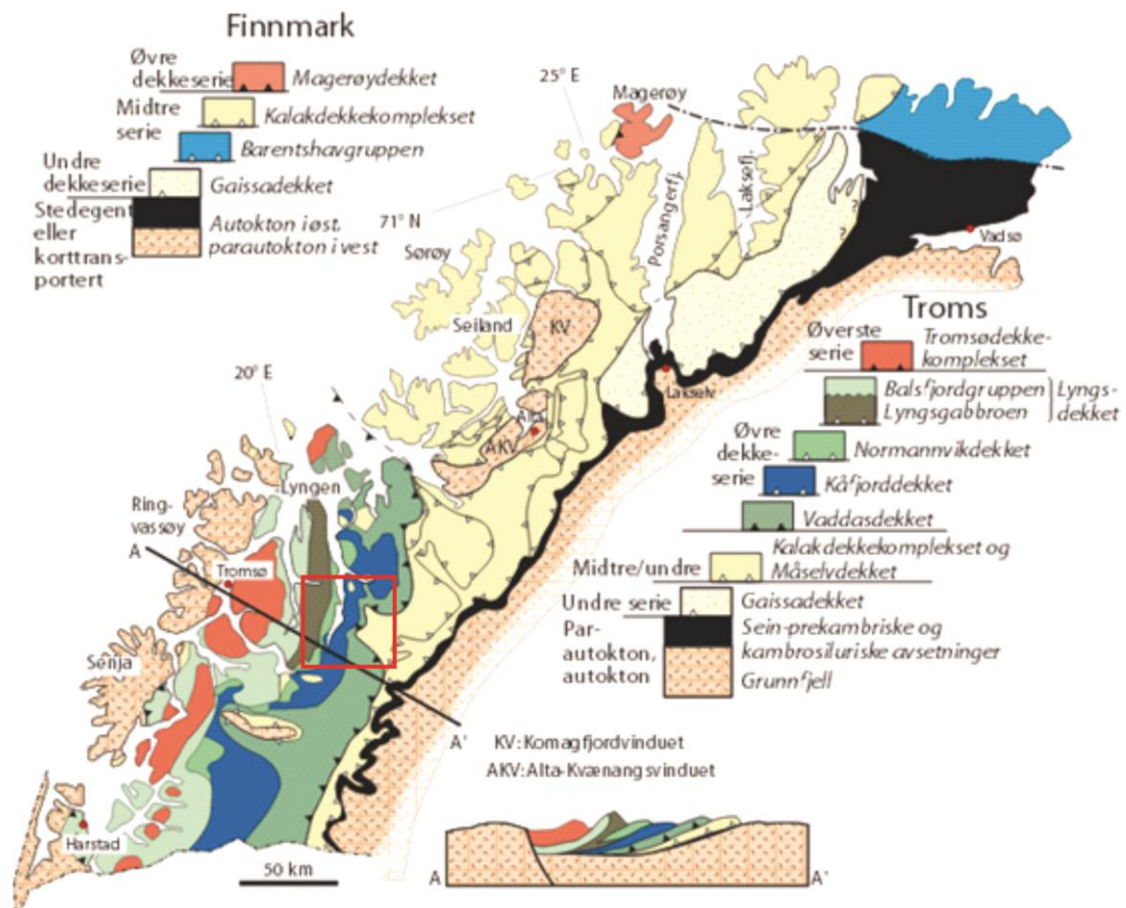 Finnmark
Øvre
dekkeserie
Magerøydekket
Midtre
serie
Kalakdekkekomplekset
Barentshavgruppen
Undre
dekkeserie
Gaissadekket
Stedegent
eller
korttrans-
portert
Autokton i øst.
parautokton i vest
25° E
Magerøy
71° N
Porsangerfj.
Laksefj.
?
?
Vadsø
Sørøy
Seiland
KV
Lakselv
Alta
AKV
20° E
Lyngen
Ring-
vassøy
A
Tromsø
Senja
Harstad
50 km
A'
Troms
Øverste
serie
Tromsødekke-
komplekset
Balsfjordgruppen
Lyngsgabbroen
Lyngs-
dekket
Øvre
dekke-
serie
Normannvikdekket
Kåfjorddekket
Vaddasdekket
Midtre/undre
Kalakdekkekomplekset og
Måselvdekket
Undre serie
Gaissadekket
Par-
autokton,
autokton
Sein-prekambriske og
kambrosiluriske avsetninger
Grunnfjell
KV: Komagfjordvinduet
AKV: Alta-Kvænangsvinduet
A
A'